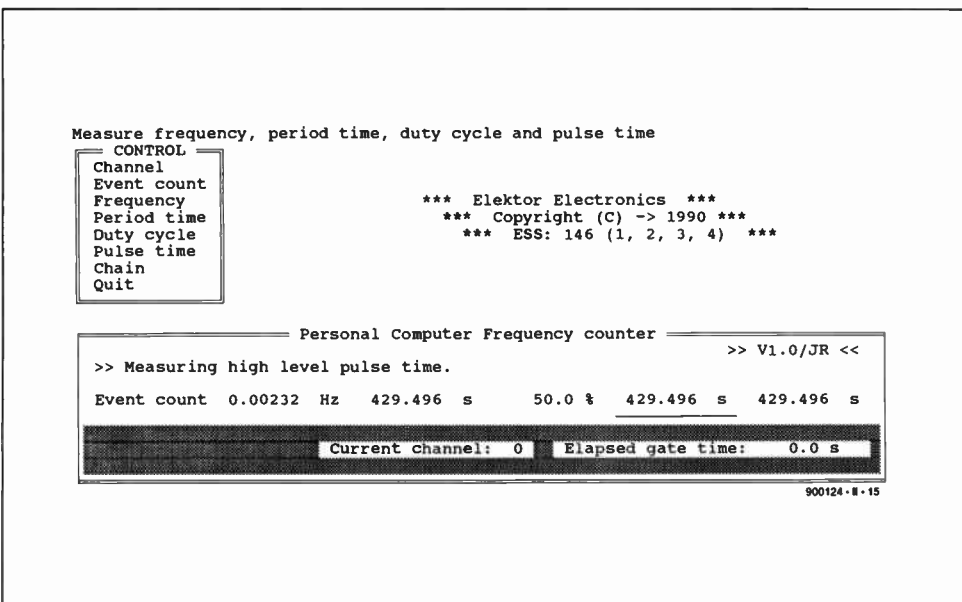 Measure frequency, period time, duty cycle and pulse time
CONTROL
Channel
Event count
Frequency
Period time
Duty cycle
Pulse time
Chain
Quit
*** Elektor Electronics ***
*** Copyright (C) -> 1990 ***
*** ESS: 146 (1, 2, 3, 4) ***
Personal Computer Frequency counter
>> V1.0/JR <<
>> Measuring high level pulse time.
Event count 0.00232 Hz 429.496 s 50.0 % 429.496 s 429.496 s
Current channel: 0 Elapsed gate time: 0.0 s
900124 - II - 15